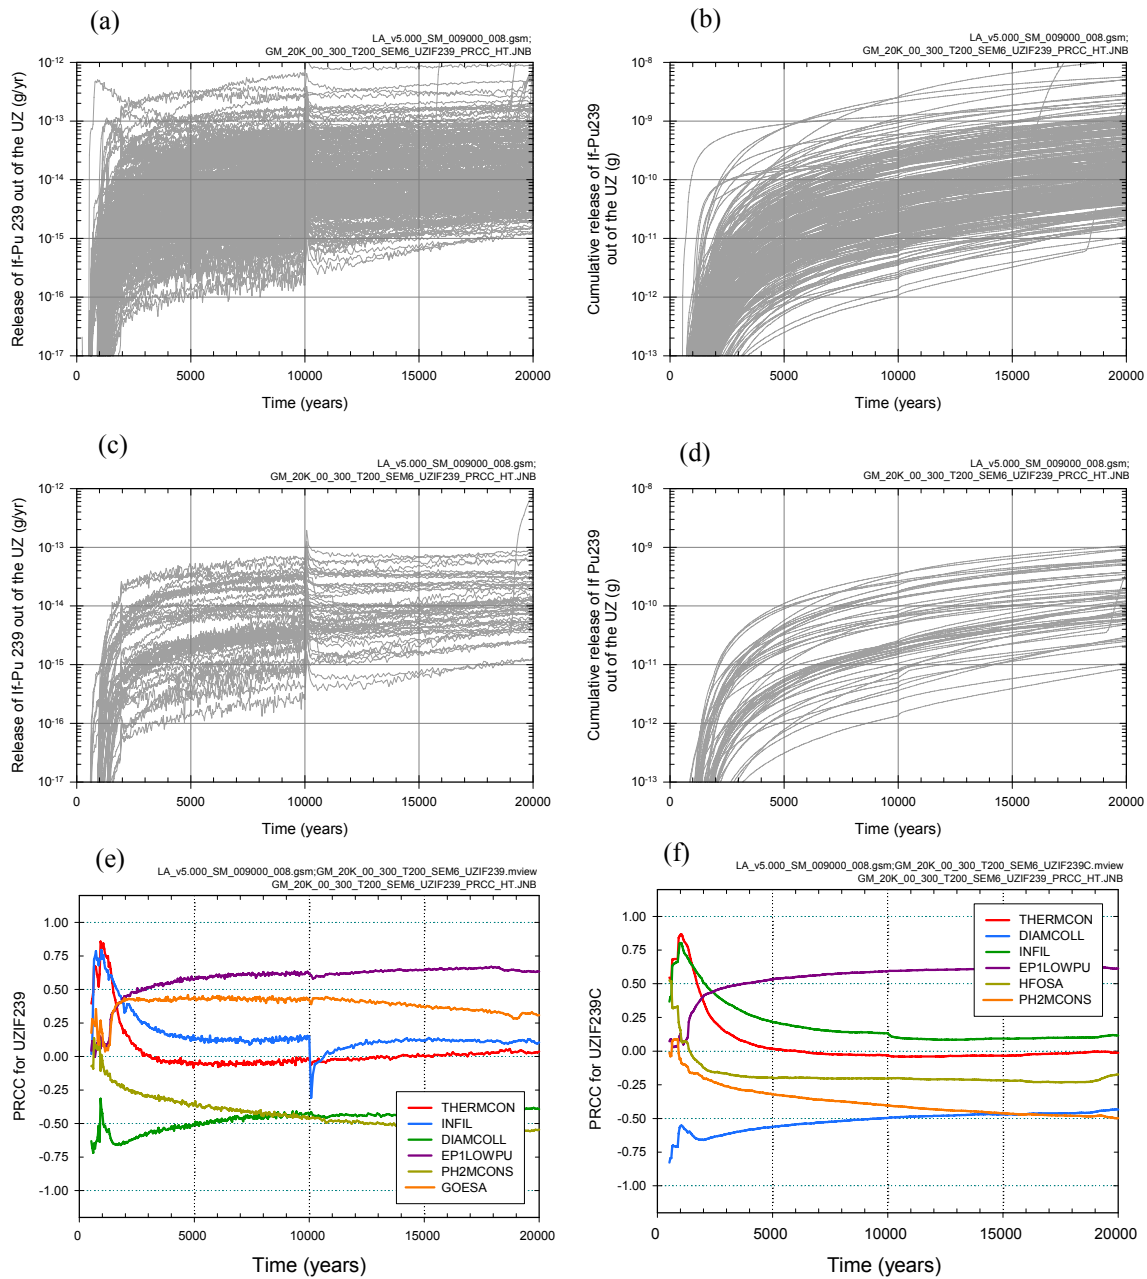 (a)
LA_v5.000_SM_009000_008.gsm;
GM_20K_00_300_T200_SEM6_UZIF239_PRCC_HT.JNB
Release of If-Pu 239 out of the UZ (g/yr)
10-12
10-13
10-14
10-15
10-16
10-17
0 5000 10000 15000 20000
Time (years)
(b)
LA_v5.000_SM_009000_008.gsm;
GM_20K_00_300_T200_SEM6_UZIF239_PRCC_HT.JNB
Cumulative release of If-Pu239
out of the UZ (g)
10-8
10-9
10-10
10-11
10-12
10-13
0 5000 10000 15000 20000
Time (years)
(c)
LA_v5.000_SM_009000_008.gsm;
GM_20K_00_300_T200_SEM6_UZIF239_PRCC_HT.JNB
Release of If-Pu 239 out of the UZ (g/yr)
10-12
10-13
10-14
10-15
10-16
10-17
0 5000 10000 15000 20000
Time (years)
(d)
LA_v5.000_SM_009000_008.gsm;
GM_20K_00_300_T200_SEM6_UZIF239_PRCC_HT.JNB
Cumulative release of If Pu239
out of the UZ (g)
10-8
10-9
10-10
10-11
10-12
10-13
0 5000 10000 15000 20000
Time (years)
(e)
LA_v5.000_SM_009000_008.gsm;GM_20K_00_300_T200_SEM6_UZIF239.mview
GM_20K_00_300_T200_SEM6_UZIF239_PRCC_HT.JNB
PRCC for UZIF239
1.00
0.75
0.50
0.25
0.00
-0.25
-0.50
-0.75
-1.00
THERMCON
INFIL
DIAMCOLL
EP1LOWPU
PH2MCONS
GOESA
0 5000 10000 15000 20000
Time (years)
(f)
LA_v5.000_SM_009000_008.gsm;GM_20K_00_300_T200_SEM6_UZIF239C.mview
GM_20K_00_300_T200_SEM6_UZIF239_PRCC_HT.JNB
PRCC for UZIF239C
1.00
0.75
0.50
0.25
0.00
-0.25
-0.50
-0.75
-1.00
THERMCON
DIAMCOLL
INFIL
EP1LOWPU
HFOSA
PH2MCONS
0 5000 10000 15000 20000
Time (years)